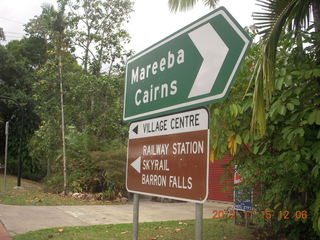 Mareeba
Cairns
VILLAGE CENTRE
RAILWAY STATION
SKYRAIL
BARRON FALLS